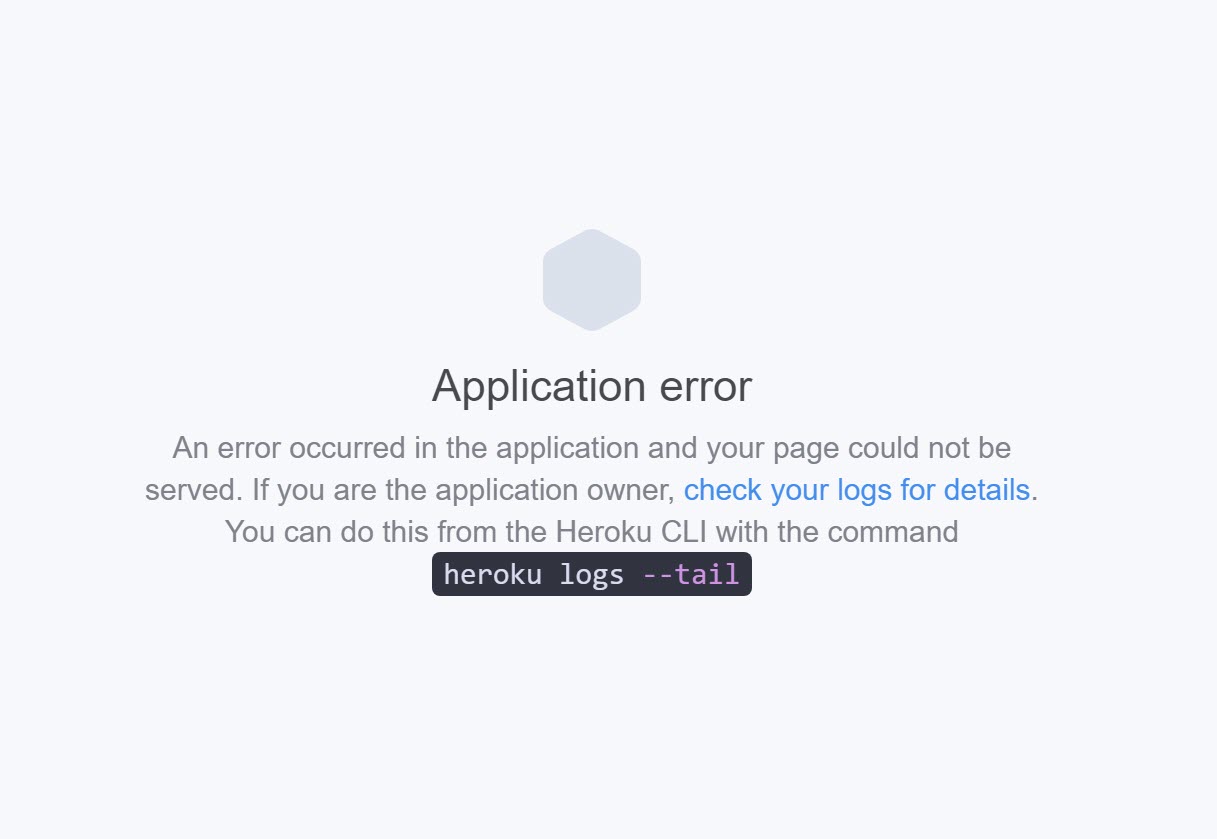 Application error
An error occurred in the application and your page could not be
served. If you are the application owner, check your logs for details.
You can do this from the Heroku CLI with the command
heroku logs --tail